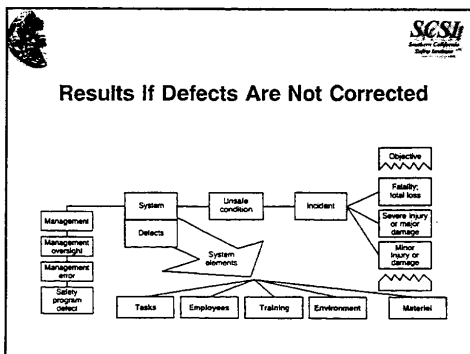 SCSI
Southern California
Safety Institute
Results If Defects Are Not Corrected
Objective
System
Unsafe
condition
Incident
Fatality;
total loss
Management
Defects
Severe injury
or major
damage
Management
oversight
System
elements
Minor
injury or
damage
Management
error
Safety
program
defect
Tasks
Employees
Training
Environment
Materiel